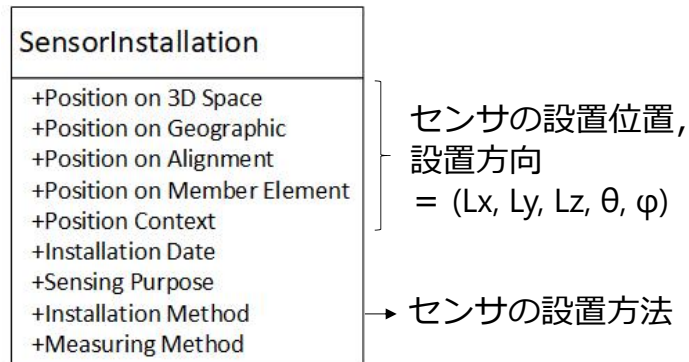 SensorInstallation
+Position on 3D Space
+Position on Geographic
+Position on Alignment
+Position on Member Element
+Position Context
+Installation Date
+Sensing Purpose
+Installation Method
+Measuring Method
センサの設置位置,
設置方向
= (Lx, Ly, Lz, θ, φ)
センサの設置方法